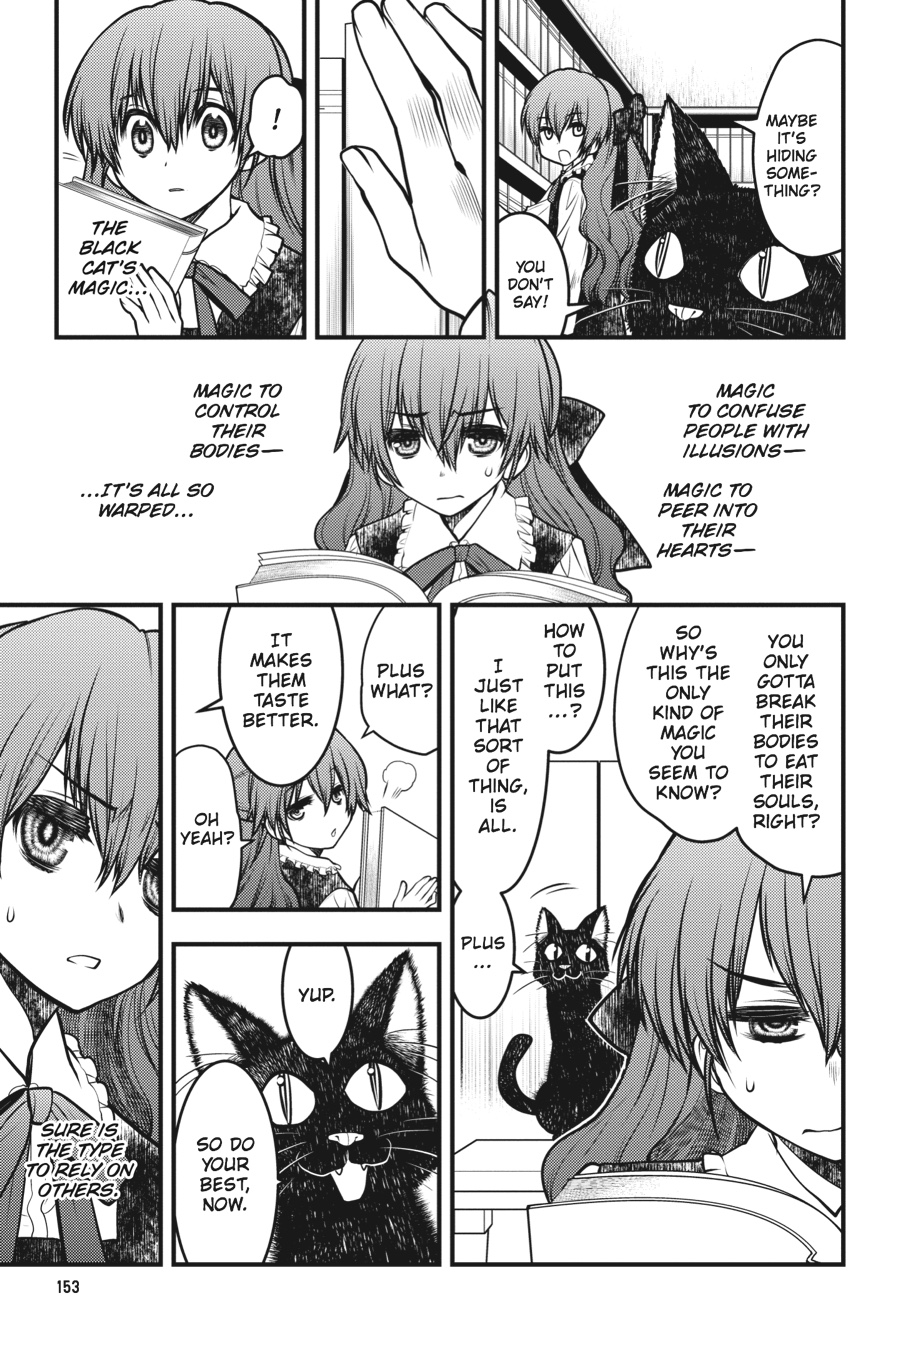 MAYBE
IT'S
HIDING
SOME-
THING?
YOU
DON'T
SAY!
!
THE
BLACK
CAT'S
MAGIC...
MAGIC
TO CONFUSE
PEOPLE WITH
ILLUSIONS—
MAGIC TO
PEER INTO
THEIR
HEARTS—
MAGIC TO
CONTROL
THEIR
BODIES—
...IT'S ALL SO
WARPED...
YOU
ONLY
GOTTA
BREAK
THEIR
BODIES TO
EAT
THEIR
SOULS,
RIGHT?
SO
WHY'S
THIS THE
ONLY
KIND OF
MAGIC
YOU
SEEM TO
KNOW?
HOW
TO
PUT
THIS
...?
I
JUST
LIKE
THAT
SORT
OF
THING,
IS
ALL.
PLUS
...
PLUS
WHAT?
IT
MAKES
THEM
TASTE
BETTER.
OH
YEAH?
YUP.
SO DO
YOUR
BEST,
NOW.
SURE IS
THE TYPE
TO RELY ON
OTHERS.
153